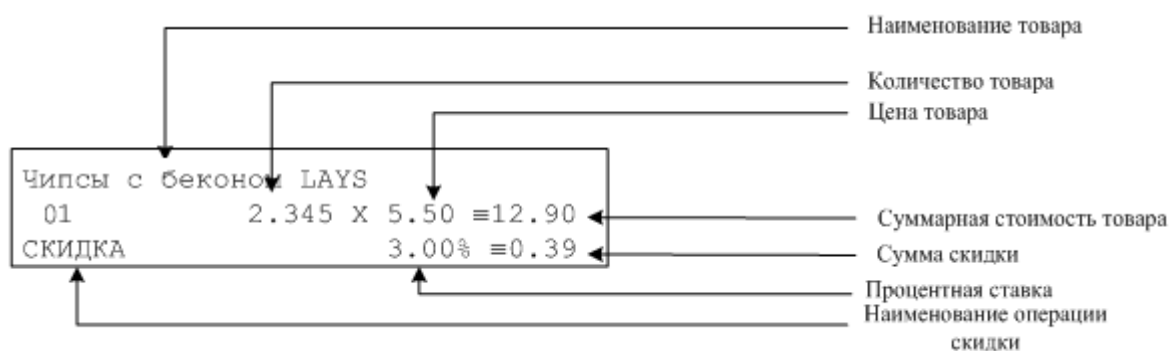 Наименование товара
Количество товара
Цена товара
Чипсы с беконом LAYS
01 2.345 X 5.50 ≡12.90
Суммарная стоимость товара
СКИДКА 3.00% ≡0.39
Сумма скидки
Процентная ставка
Наименование операции
скидки